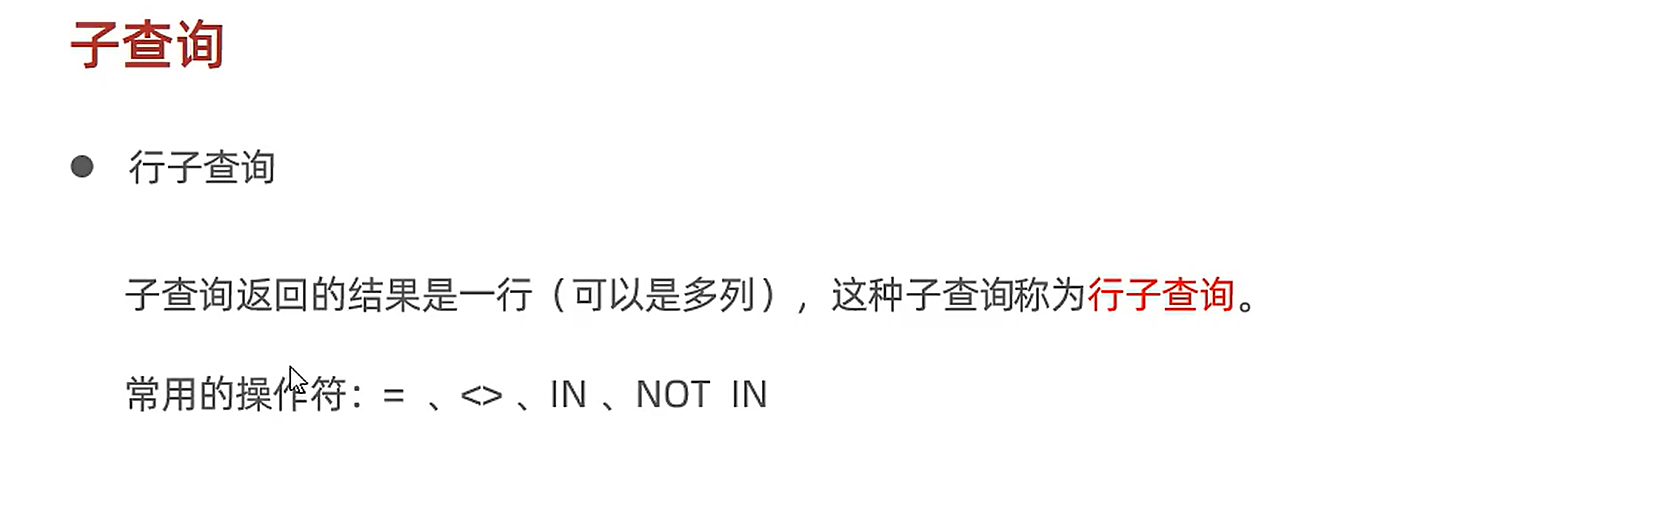 子查询
行子查询
子查询返回的结果是一行（可以是多列），这种子查询称为行子查询。
常用的操作符：= 、<> 、IN 、NOT IN